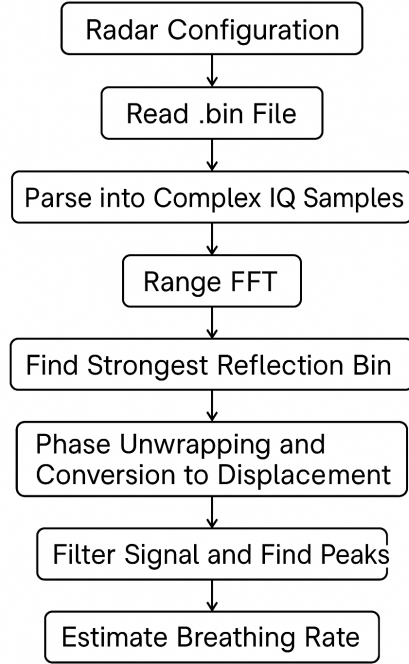 Radar Configuration
Read .bin File
Parse into Complex IQ Samples
Range FFT
Find Strongest Reflection Bin
Phase Unwrapping and
Conversion to Displacement
Filter Signal and Find Peaks
Estimate Breathing Rate